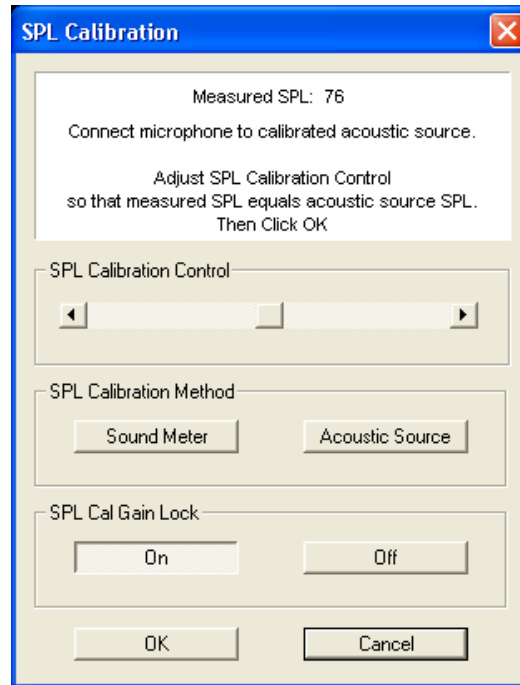 SPL Calibration
Measured SPL: 76
Connect microphone to calibrated acoustic source.
Adjust SPL Calibration Control
so that measured SPL equals acoustic source SPL.
Then Click OK
SPL Calibration Control
SPL Calibration Method
Sound Meter Acoustic Source
SPL Cal Gain Lock
On Off
OK Cancel